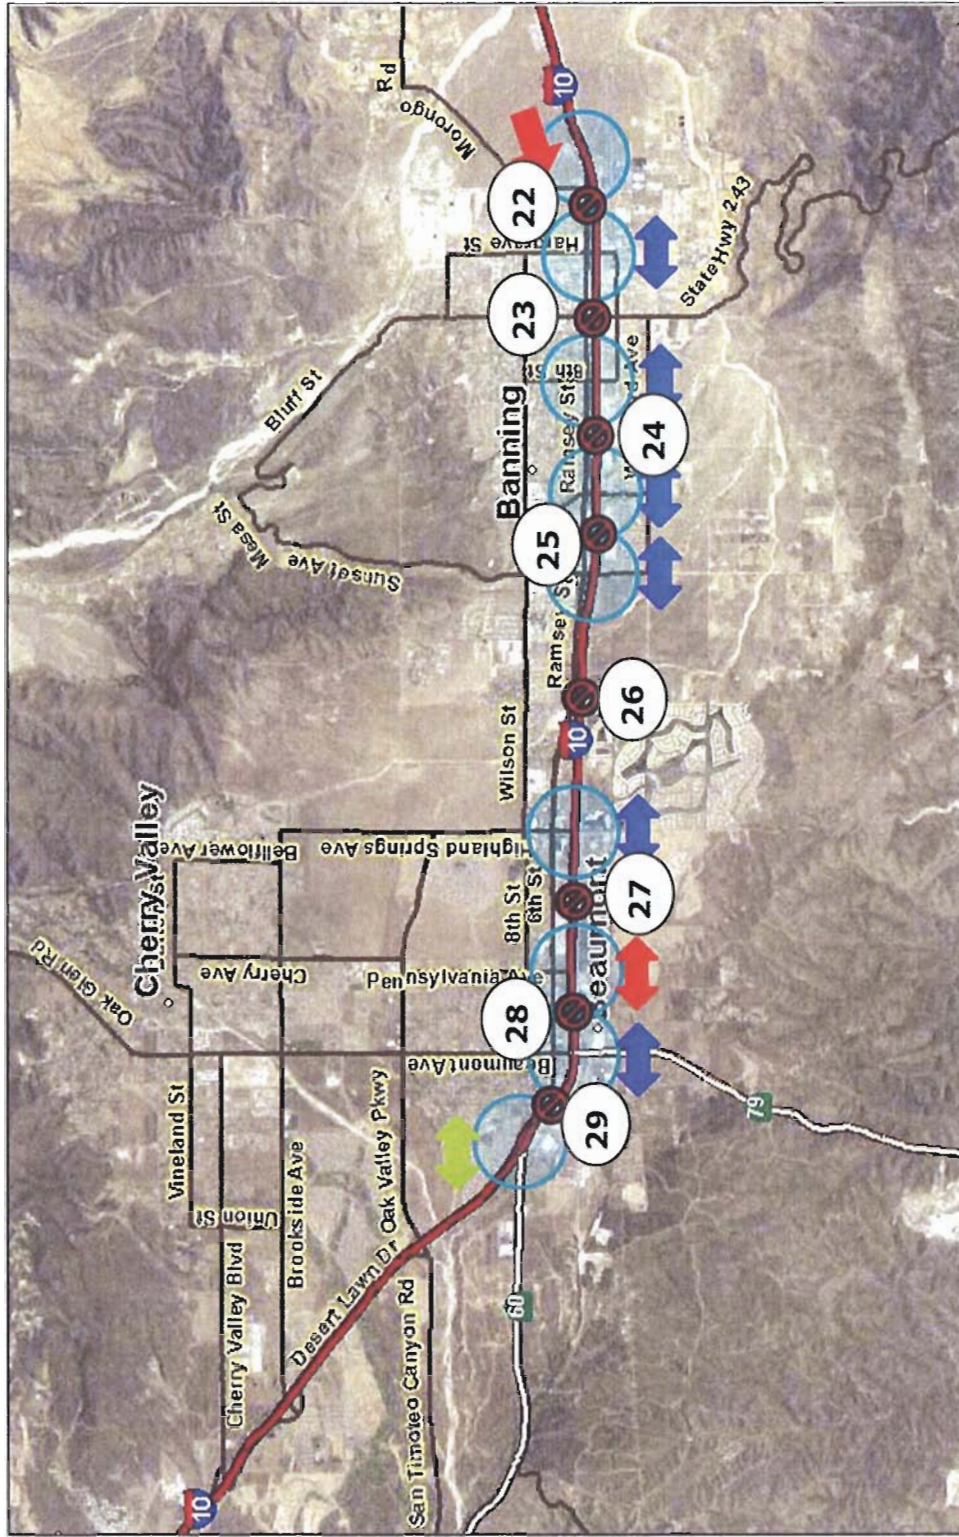 Oak Glen Rd
Cherry Valley
Vineland St
Bellflower Ave
Union St
Cherry Valley Blvd
Brookside Ave
Cherry Ave
Highland Springs Ave
Desert Lawn Dr
Oak Valley Pkwy
San Timoteo Canyon Rd
Beaumont Ave
Pennsylvania Ave
8th St
6th St
Wilson St
Mesa St
Sunset Ave
Bluff St
Banning
Ramsey St
Ramsey St
8th St
Hargrave St
Morongo
Rd
State Hwy 243
Beaumont
10
10
10
60
79
22
23
24
25
26
27
28
29